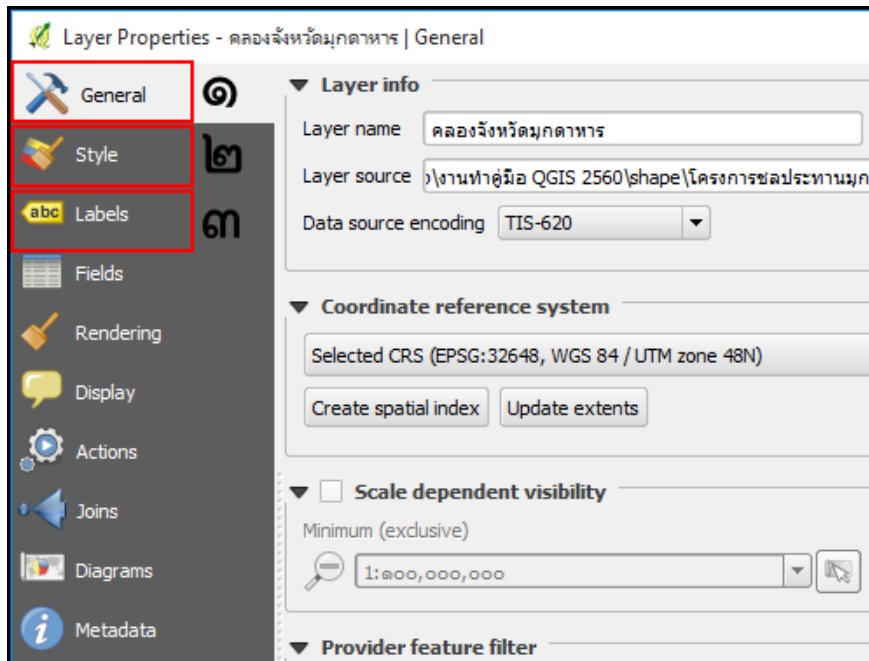 Layer Properties - คลองจังหวัดมุกดาหาร | General
General ๑
Style ๒
Labels ๓
Fields
Rendering
Display
Actions
Joins
Diagrams
Metadata
Layer info
Layer name คลองจังหวัดมุกดาหาร
Layer source \งานทำคู่มือ QGIS 2560\shape\โครงการชลประทานมุก
Data source encoding TIS-620
Coordinate reference system
Selected CRS (EPSG:32648, WGS 84 / UTM zone 48N)
Create spatial index Update extents
Scale dependent visibility
Minimum (exclusive)
1:๑๐๐,๐๐๐,๐๐๐
Provider feature filter
abc